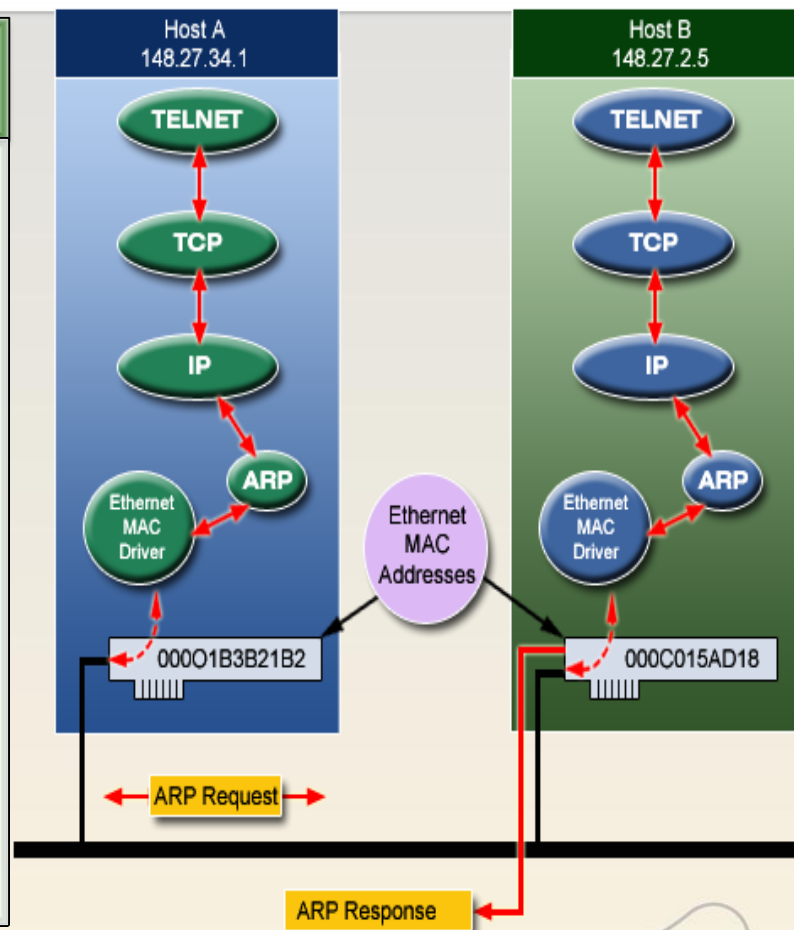 Host A
148.27.34.1
TELNET
TCP
IP
ARP
Ethernet
MAC
Driver
000O1B3B21B2
Ethernet
MAC
Addresses
Host B
148.27.2.5
TELNET
TCP
IP
ARP
Ethernet
MAC
Driver
000C015AD18
ARP Request
ARP Response